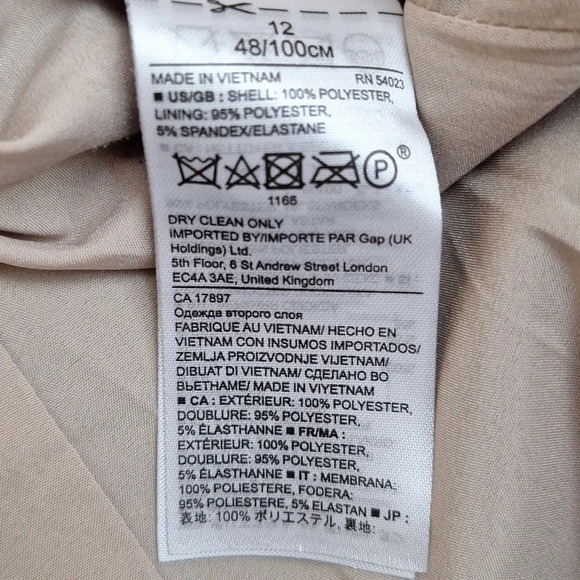 12
48/100CM
MADE IN VIETNAM RN 54023
■ US/GB : SHELL: 100% POLYESTER,
LINING: 95% POLYESTER,
5% SPANDEX/ELASTANE
P ®
1166
DRY CLEAN ONLY
IMPORTED BY/IMPORTE PAR Gap (UK
Holdings) Ltd.
5th Floor, 6 St Andrew Street London
EC4A 3AE, United Kingdom
CA 17897
Одежда второго слоя
FABRIQUE AU VIETNAM/ HECHO EN
VIETNAM CON INSUMOS IMPORTADOS/
ZEMLJA PROIZVODNJE VIJETNAM/
DIBUAT DI VIETNAM/ СДЕЛАНО ВО
ВЬЕТНАМЕ/ MADE IN VIYETNAM
■ CA : EXTÉRIEUR: 100% POLYESTER,
DOUBLURE: 95% POLYESTER,
5% ÉLASTHANNE ■ FR/MA :
EXTÉRIEUR: 100% POLYESTER,
DOUBLURE: 95% POLYESTER,
5% ÉLASTHANNE ■ IT : MEMBRANA:
100% POLIESTERE, FODERA:
95% POLIESTERE, 5% ELASTAN ■ JP :
表地: 100% ポリエステル, 裏地: